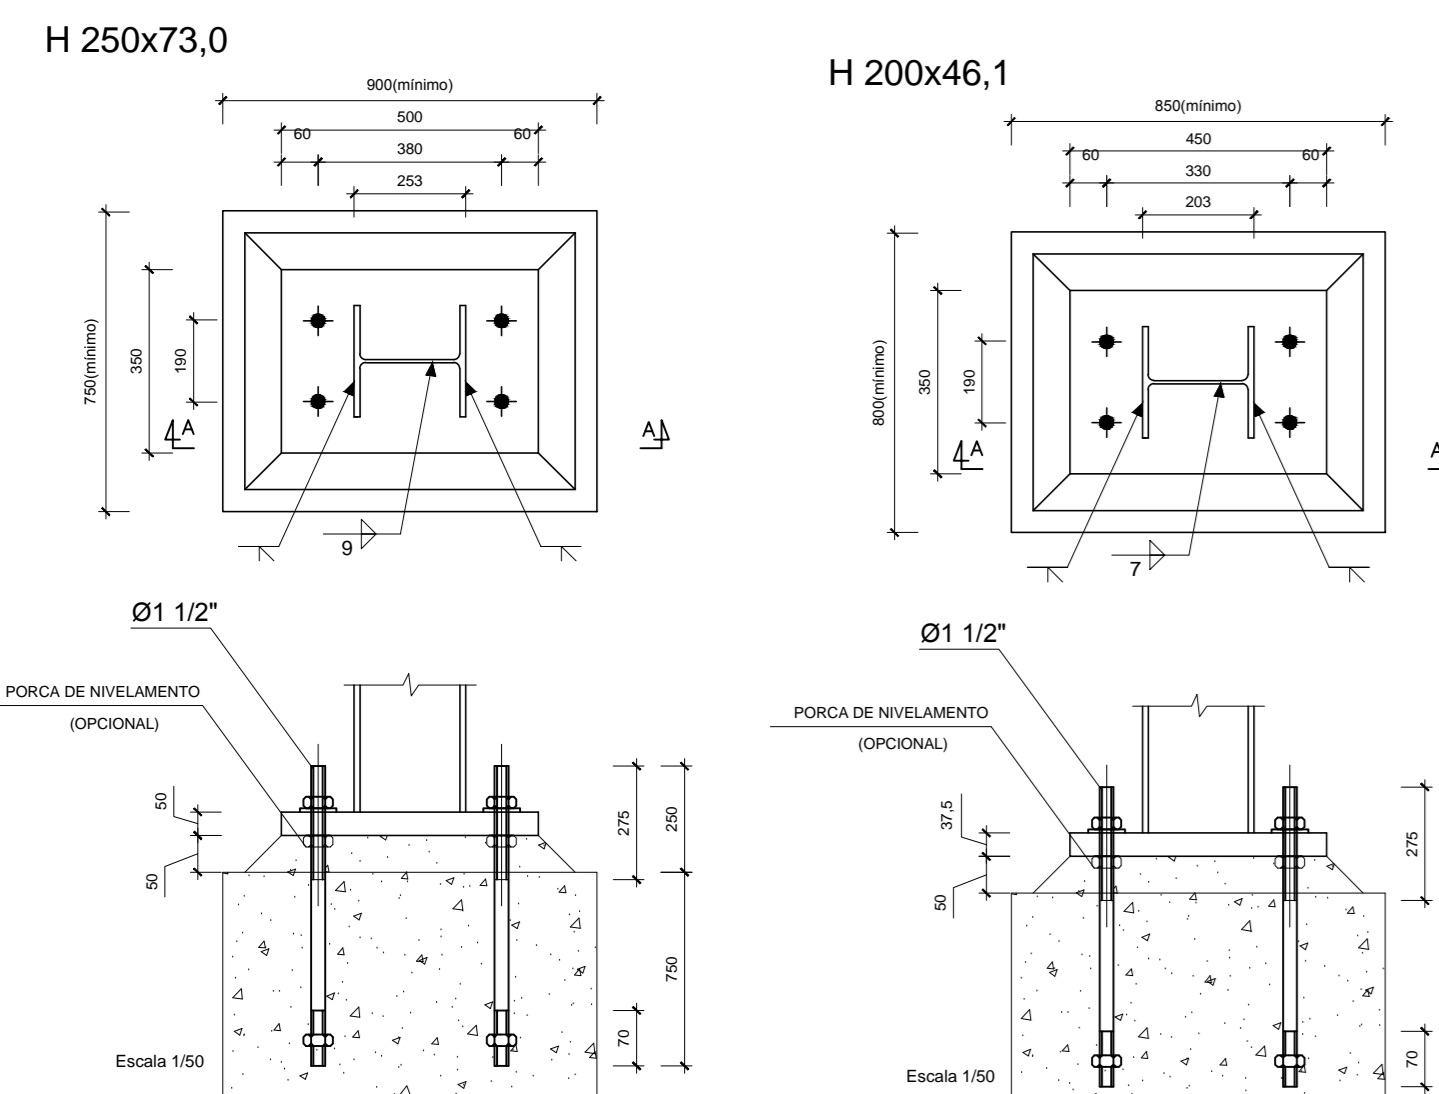 H 250x73,0
900(mínimo)
500
60
60
380
253
750(mínimo)
350
190
A
A
9
Ø1 1/2"
PORCA DE NIVELAMENTO
(OPCIONAL)
50
50
275
250
750
70
Escala 1/50
H 200x46,1
850(mínimo)
450
60
60
330
203
800(mínimo)
350
190
A
A
7
Ø1 1/2"
PORCA DE NIVELAMENTO
(OPCIONAL)
37,5
50
275
70
Escala 1/50